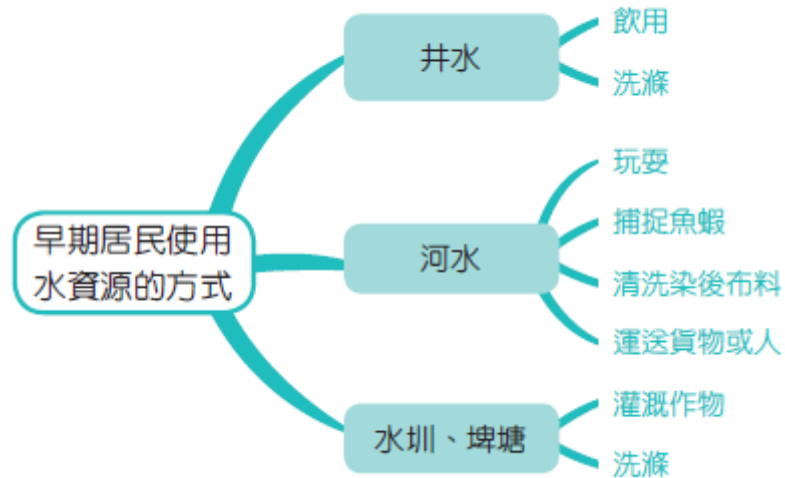 早期居民使用
水資源的方式
井水
飲用
洗滌
河水
玩耍
捕捉魚蝦
清洗染後布料
運送貨物或人
水圳、埤塘
灌溉作物
洗滌